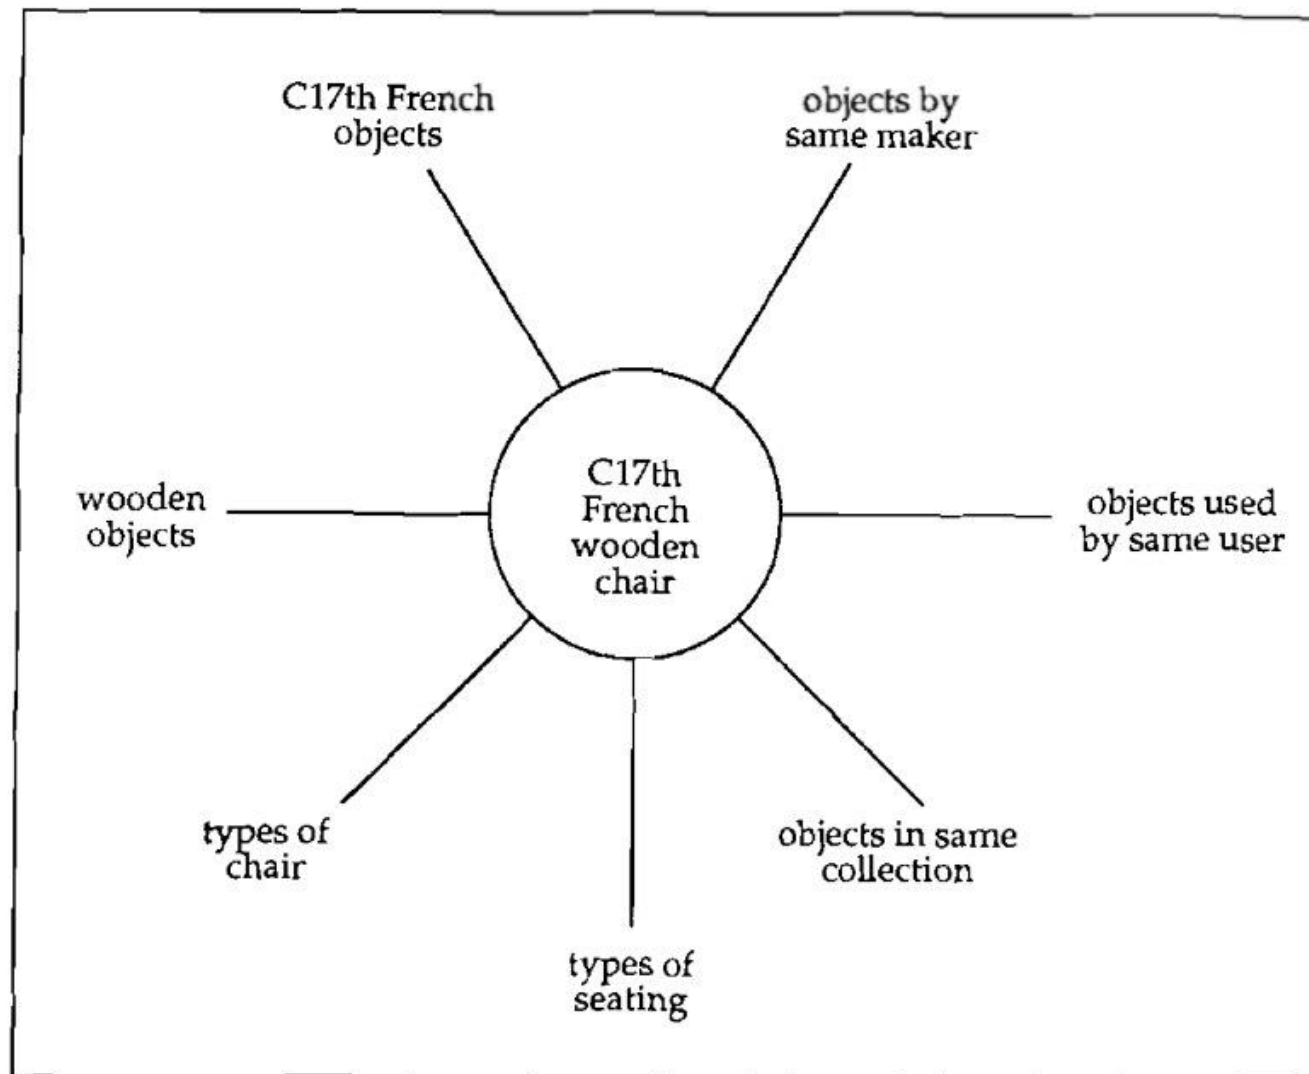 C17th French
objects
objects by
same maker
C17th
French
wooden
chair
wooden
objects
objects used
by same user
types of
chair
objects in same
collection
types of
seating